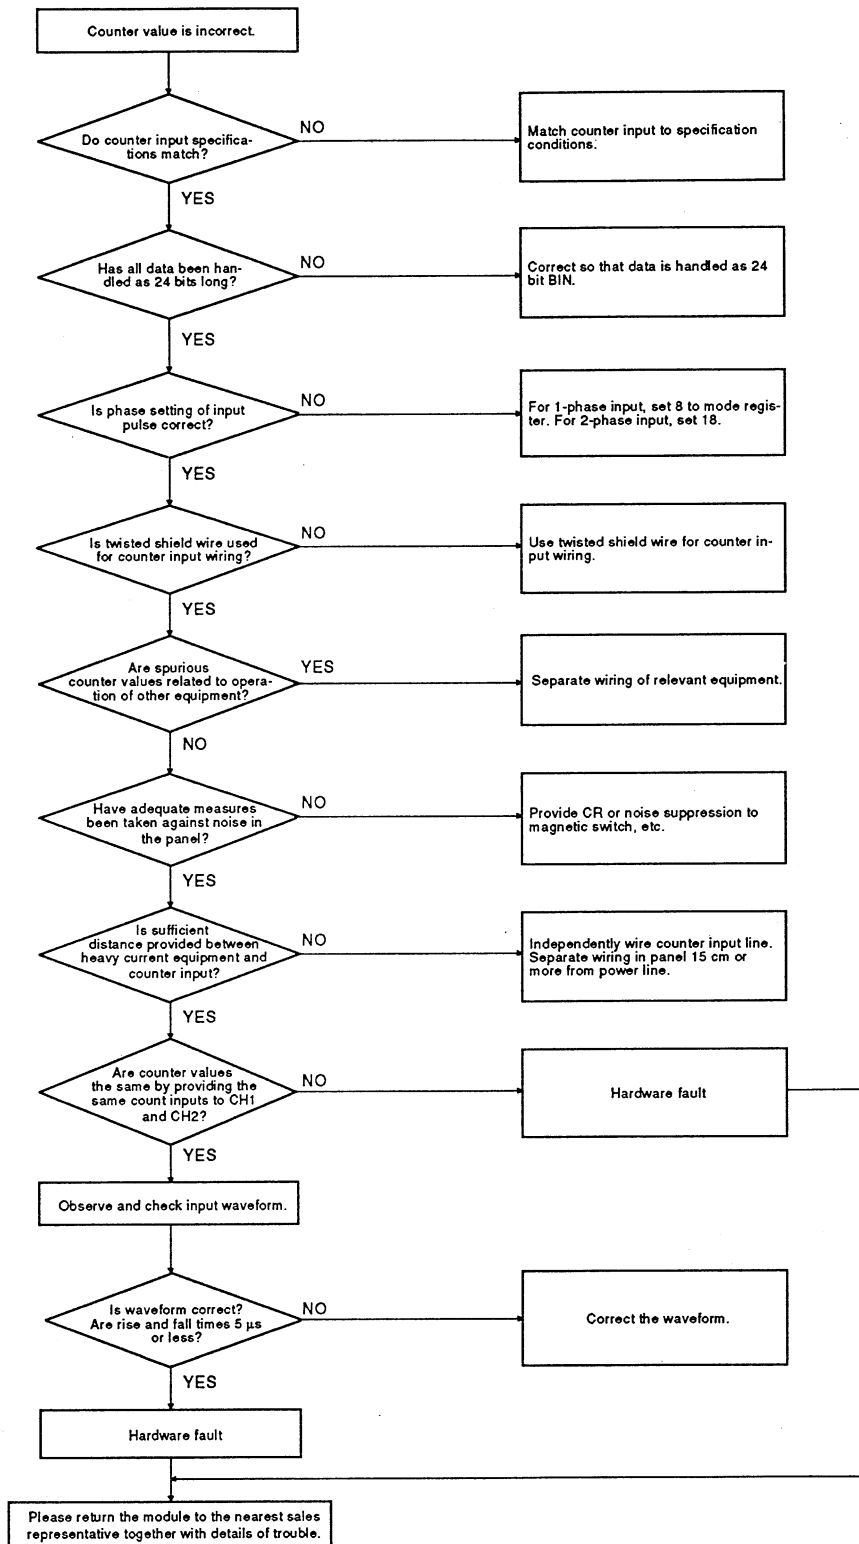 Counter value is incorrect.
Do counter input specifica-
tions match?
NO
Match counter input to specification
conditions.
YES
Has all data been han-
dled as 24 bits long?
NO
Correct so that data is handled as 24
bit BIN.
YES
Is phase setting of input
pulse correct?
NO
For 1-phase input, set 8 to mode regis-
ter. For 2-phase input, set 18.
YES
Is twisted shield wire used
for counter input wiring?
NO
Use twisted shield wire for counter in-
put wiring.
YES
Are spurious
counter values related to opera-
tion of other equipment?
YES
Separate wiring of relevant equipment.
NO
Have adequate measures
been taken against noise in
the panel?
NO
Provide CR or noise suppression to
magnetic switch, etc.
YES
Is sufficient
distance provided between
heavy current equipment and
counter input?
NO
Independently wire counter input line.
Separate wiring in panel 15 cm or
more from power line.
YES
Are counter values
the same by providing the
same count inputs to CH1
and CH2?
NO
Hardware fault
YES
Observe and check input waveform.
Is waveform correct?
Are rise and fall times 5 µs
or less?
NO
Correct the waveform.
YES
Hardware fault
Please return the module to the nearest sales
representative together with details of trouble.